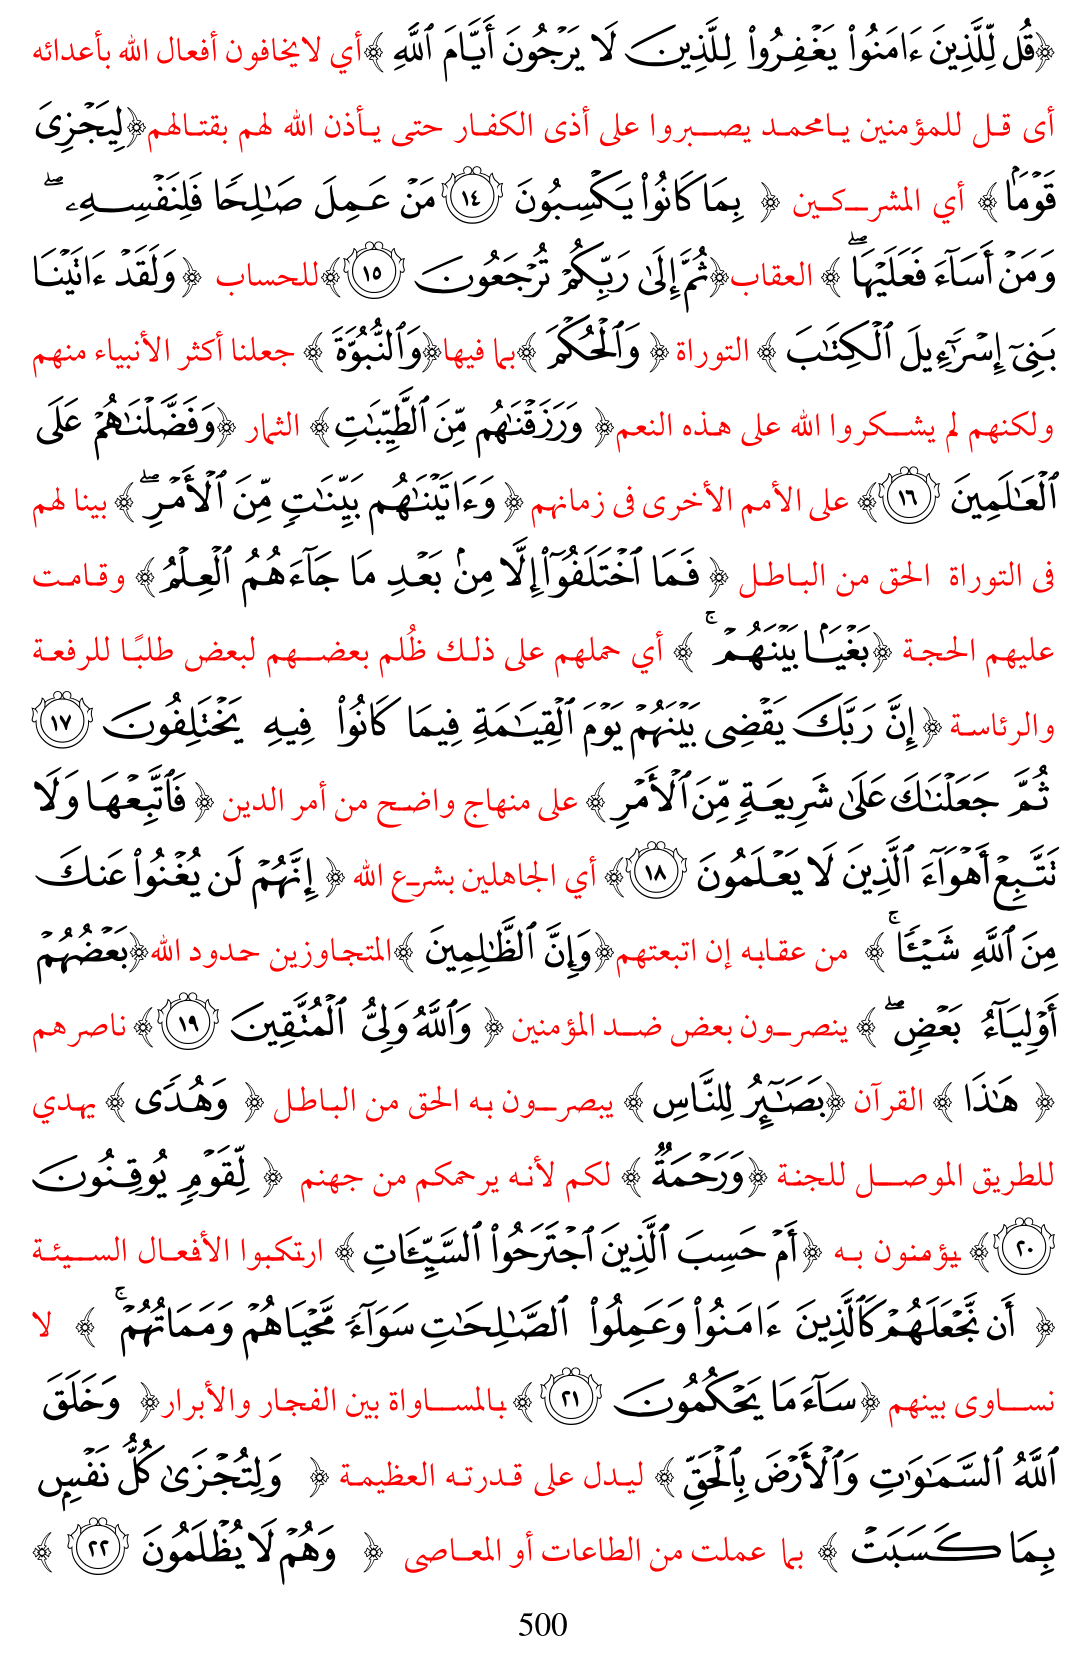 ﴿قُل لِّلَّذِينَ ءَامَنُوا۟ يَغْفِرُوا۟ لِلَّذِينَ لَا يَرْجُونَ أَيَّامَ ٱللَّهِ ﴾أي لايخافون أفعال الله بأعدائه
أى قل للمؤمنين يامحمد يصبروا على أذى الكفار حتى يأذن الله لهم بقتالهم﴿لِيَجْزِىَ
قَوْمًۢا﴾ أي المشركين ﴿ بِمَا كَانُوا۟ يَكْسِبُونَ ١٤ مَنْ عَمِلَ صَـٰلِحًا فَلِنَفْسِهِۦ ۖ
وَمَنْ أَسَآءَ فَعَلَيْهَا ۖ ﴾ العقاب﴿ثُمَّ إِلَىٰ رَبِّكُمْ تُرْجَعُونَ ١٥﴾للحساب ﴿وَلَقَدْ ءَاتَيْنَا
بَنِىٓ إِسْرَٰٓءِيلَ ٱلْكِتَـٰبَ ﴾ التوراة ﴿ وَٱلْحُكْمَ ﴾بما فيها﴿وَٱلنُّبُوَّةَ ﴾ جعلنا أكثر الأنبياء منهم
ولكنهم لم يشكروا الله على هذه النعم﴿ وَرَزَقْنَـٰهُم مِّنَ ٱلطَّيِّبَـٰتِ﴾ الثمار ﴿وَفَضَّلْنَـٰهُمْ عَلَى
ٱلْعَـٰلَمِينَ ١٦﴾ على الأمم الأخرى فى زمانهم ﴿ وَءَاتَيْنَـٰهُم بَيِّنَـٰتٍ مِّنَ ٱلْأَمْرِ ۖ ﴾ بينا لهم
فى التوراة الحق من الباطل ﴿ فَمَا ٱخْتَلَفُوٓا۟ إِلَّا مِنۢ بَعْدِ مَا جَآءَهُمُ ٱلْعِلْمُ﴾ وقامت
عليهم الحجة ﴿بَغْيًۢا بَيْنَهُمْ ۚ ﴾ أي حملهم على ذلك ظُلم بعضهم لبعض طلبًا للرفعة
والرئاسة ﴿ إِنَّ رَبَّكَ يَقْضِى بَيْنَهُمْ يَوْمَ ٱلْقِيَـٰمَةِ فِيمَا كَانُوا۟ فِيهِ يَخْتَلِفُونَ ١٧
ثُمَّ جَعَلْنَـٰكَ عَلَىٰ شَرِيعَةٍ مِّنَ ٱلْأَمْرِ ﴾ على منهاج واضح من أمر الدين ﴿ فَٱتَّبِعْهَا وَلَا
تَتَّبِعْ أَهْوَآءَ ٱلَّذِينَ لَا يَعْلَمُونَ ١٨﴾ أي الجاهلين بشرع الله ﴿ إِنَّهُمْ لَن يُغْنُوا۟ عَنكَ
مِنَ ٱللَّهِ شَيْـًٔا ۚ ﴾ من عقابه إن اتبعتهم﴿وَإِنَّ ٱلظَّـٰلِمِينَ ﴾المتجاوزين حدود الله﴿بَعْضُهُمْ
أَوْلِيَآءُ بَعْضٍ ۖ ﴾ ينصرون بعض ضد المؤمنين ﴿ وَٱللَّهُ وَلِىُّ ٱلْمُتَّقِينَ ١٩﴾ ناصرهم
﴿ هَـٰذَا ﴾ القرآن ﴿بَصَـٰٓئِرُ لِلنَّاسِ ﴾ يبصرون به الحق من الباطل ﴿ وَهُدًى ﴾ يهدي
للطريق الموصل للجنة ﴿وَرَحْمَةٌ ﴾ لكم لأنه يرحمكم من جهنم ﴿ لِّقَوْمٍ يُوقِنُونَ
٢٠﴾ يؤمنون به ﴿أَمْ حَسِبَ ٱلَّذِينَ ٱجْتَرَحُوا۟ ٱلسَّيِّـَٔاتِ ﴾ ارتكبوا الأفعال السيئة
﴿ أَن نَّجْعَلَهُمْ كَٱلَّذِينَ ءَامَنُوا۟ وَعَمِلُوا۟ ٱلصَّـٰلِحَـٰتِ سَوَآءً مَّحْيَاهُمْ وَمَمَاتُهُمْ ۚ ﴾ لا
نساوى بينهم ﴿سَآءَ مَا يَحْكُمُونَ ٢١﴾بالمساواة بين الفجار والأبرار﴿ وَخَلَقَ
ٱللَّهُ ٱلسَّمَـٰوَٰتِ وَٱلْأَرْضَ بِٱلْحَقِّ ﴾ ليدل على قدرته العظيمة ﴿ وَلِتُجْزَىٰ كُلُّ نَفْسٍۭ
بِمَا كَسَبَتْ ﴾ بما عملت من الطاعات أو المعاصى ﴿ وَهُمْ لَا يُظْلَمُونَ ٢٢ ﴾
500